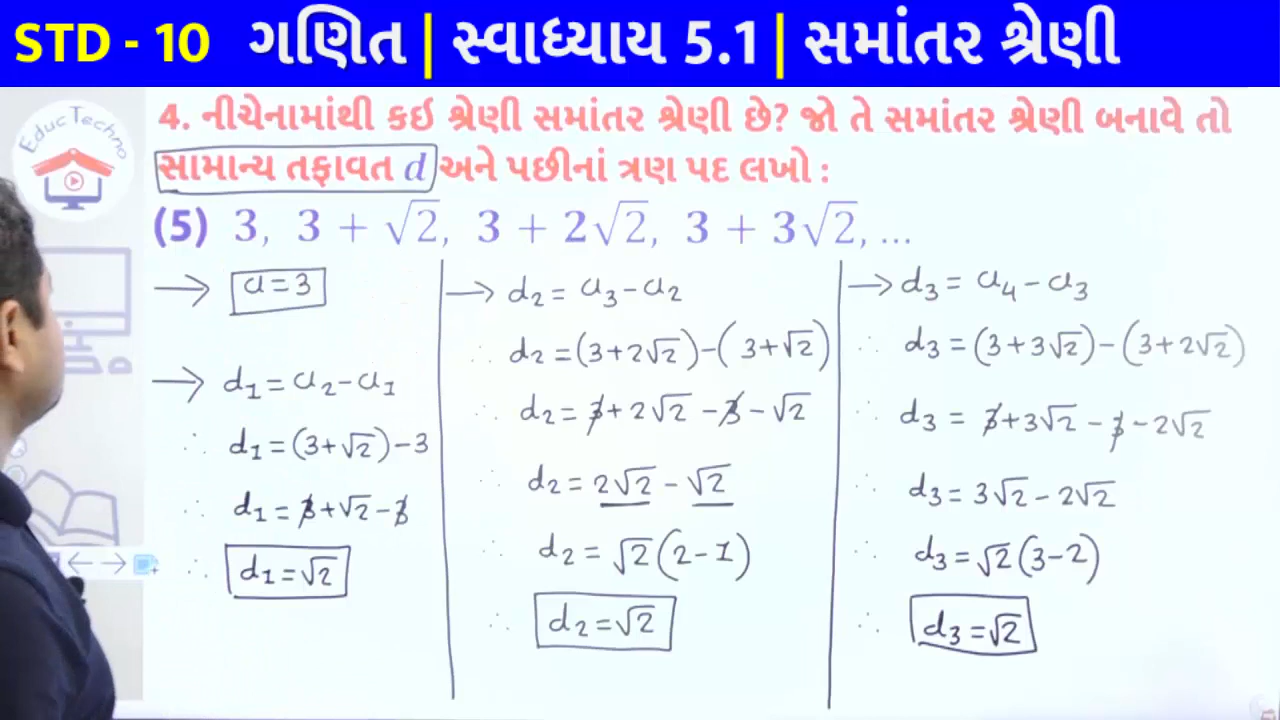 STD - 10 ગણિત | સ્વાધ્યાય 5.1 | સમાંતર શ્રેણી
EducTechno
4. નીચેનામાંથી કઇ શ્રેણી સમાંતર શ્રેણી છે? જો તે સમાંતર શ્રેણી બનાવે તો
સામાન્ય તફાવત d અને પછીનાં ત્રણ પદ લખો :
(5) 3, 3 + √2, 3 + 2√2, 3 + 3√2, ...
→ a = 3
→ d₁ = a₂ - a₁
∴ d₁ = (3+√2) - 3
∴ d₁ = 3+√2 - 3
∴ d₁ = √2
→ d₂ = a₃ - a₂
∴ d₂ = (3+2√2) - (3+√2)
∴ d₂ = 3+2√2 - 3 - √2
∴ d₂ = 2√2 - √2
∴ d₂ = √2(2-1)
∴ d₂ = √2
→ d₃ = a₄ - a₃
∴ d₃ = (3+3√2) - (3+2√2)
∴ d₃ = 3+3√2 - 3 - 2√2
∴ d₃ = 3√2 - 2√2
∴ d₃ = √2(3-2)
∴ d₃ = √2